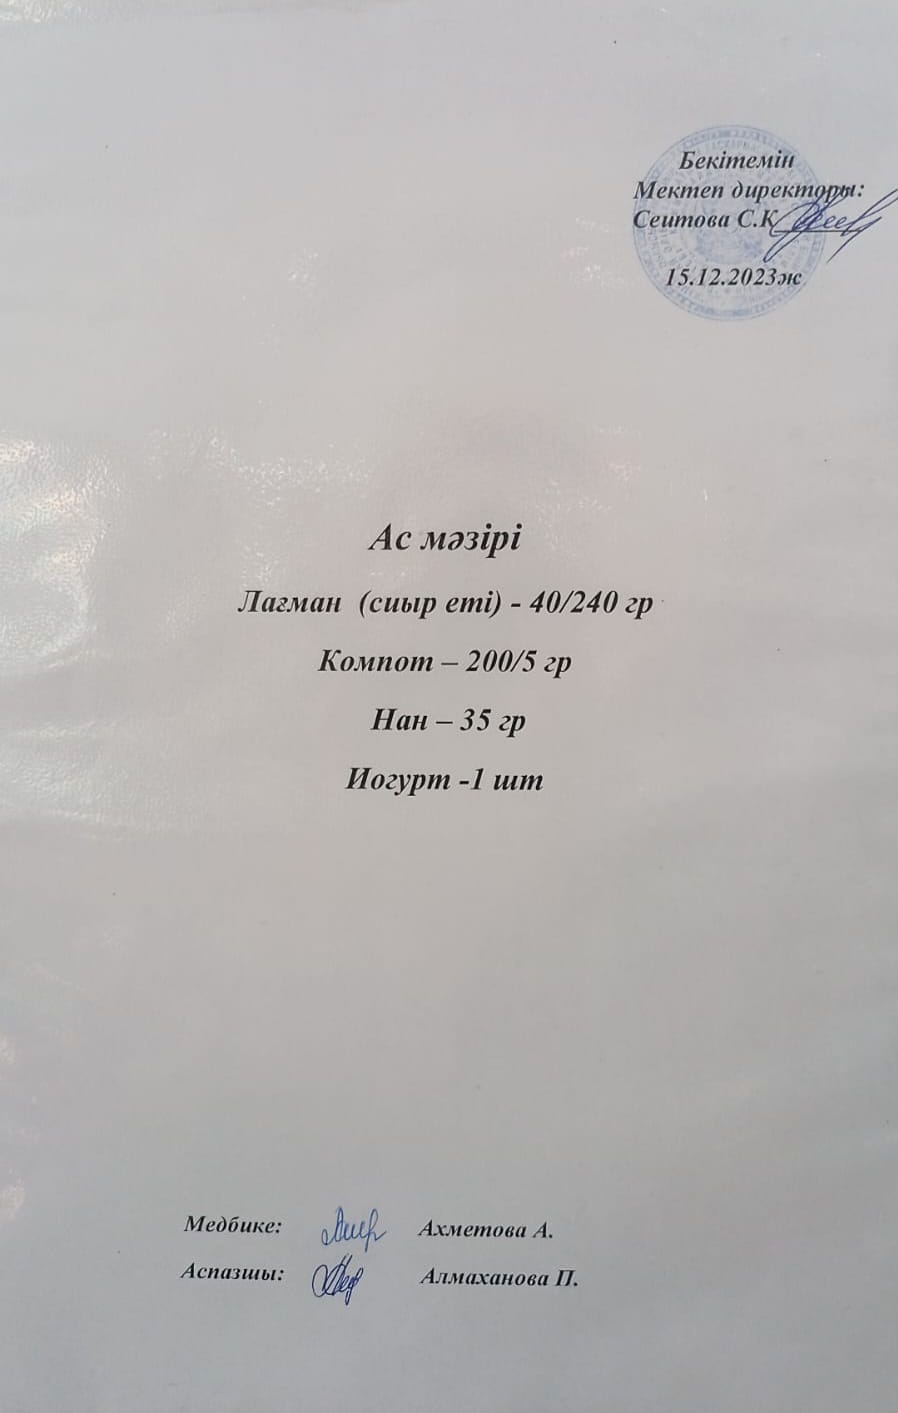 Бекітемін
Мектеп директоры:
Сеитова С.К
15.12.2023ж
Ас мәзірі
Лагман (сиыр еті) - 40/240 гр
Компот – 200/5 гр
Нан – 35 гр
Иогурт -1 шт
Медбике: Ахметова А.
Аспазшы: Алмаханова П.